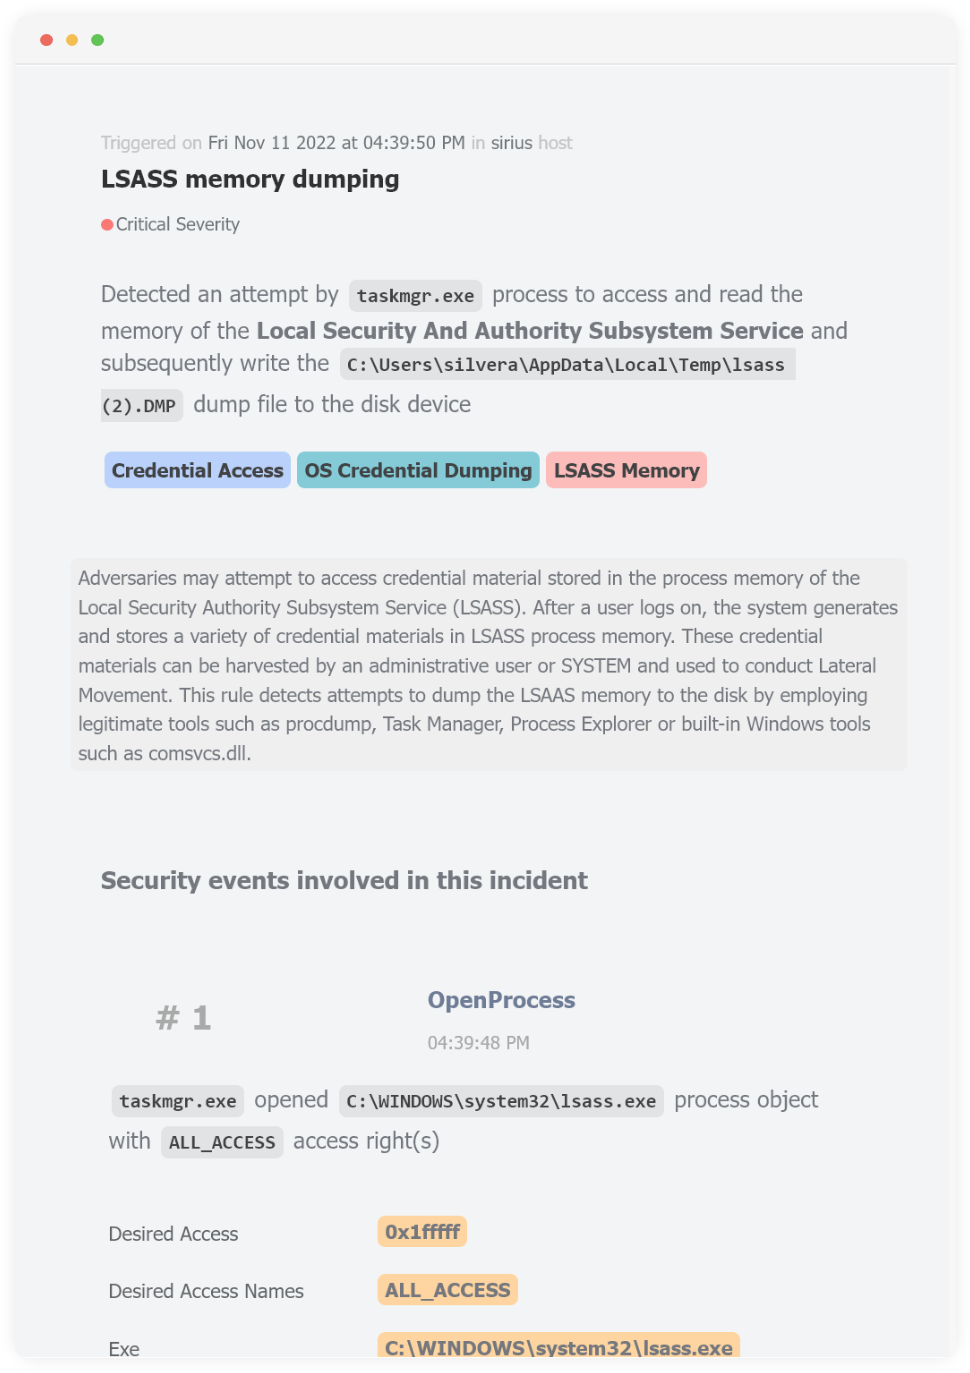 Triggered on Fri Nov 11 2022 at 04:39:50 PM in sirius host
LSASS memory dumping
Critical Severity
Detected an attempt by taskmgr.exe process to access and read the
memory of the Local Security And Authority Subsystem Service and
subsequently write the C:\Users\silvera\AppData\Local\Temp\lsass
(2).DMP dump file to the disk device
Credential Access OS Credential Dumping LSASS Memory
Adversaries may attempt to access credential material stored in the process memory of the
Local Security Authority Subsystem Service (LSASS). After a user logs on, the system generates
and stores a variety of credential materials in LSASS process memory. These credential
materials can be harvested by an administrative user or SYSTEM and used to conduct Lateral
Movement. This rule detects attempts to dump the LSAAS memory to the disk by employing
legitimate tools such as procdump, Task Manager, Process Explorer or built-in Windows tools
such as comsvcs.dll.
Security events involved in this incident
# 1
OpenProcess
04:39:48 PM
taskmgr.exe opened C:\WINDOWS\system32\lsass.exe process object
with ALL_ACCESS access right(s)
Desired Access 0x1fffff
Desired Access Names ALL_ACCESS
Exe C:\WINDOWS\system32\lsass.exe